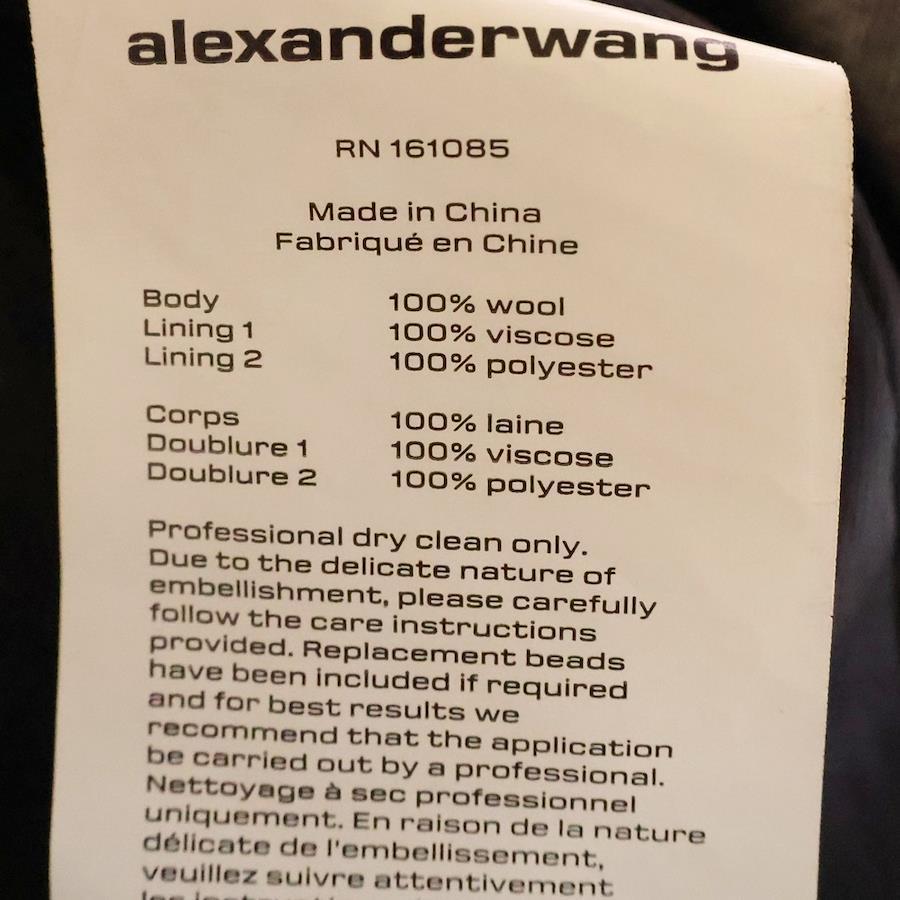 alexanderwang
RN 161085
Made in China
Fabriqué en Chine
Body 100% wool
Lining 1 100% viscose
Lining 2 100% polyester
Corps 100% laine
Doublure 1 100% viscose
Doublure 2 100% polyester
Professional dry clean only.
Due to the delicate nature of
embellishment, please carefully
follow the care instructions
provided. Replacement beads
have been included if required
and for best results we
recommend that the application
be carried out by a professional.
Nettoyage à sec professionnel
uniquement. En raison de la nature
délicate de l'embellissement,
veuillez suivre attentivement